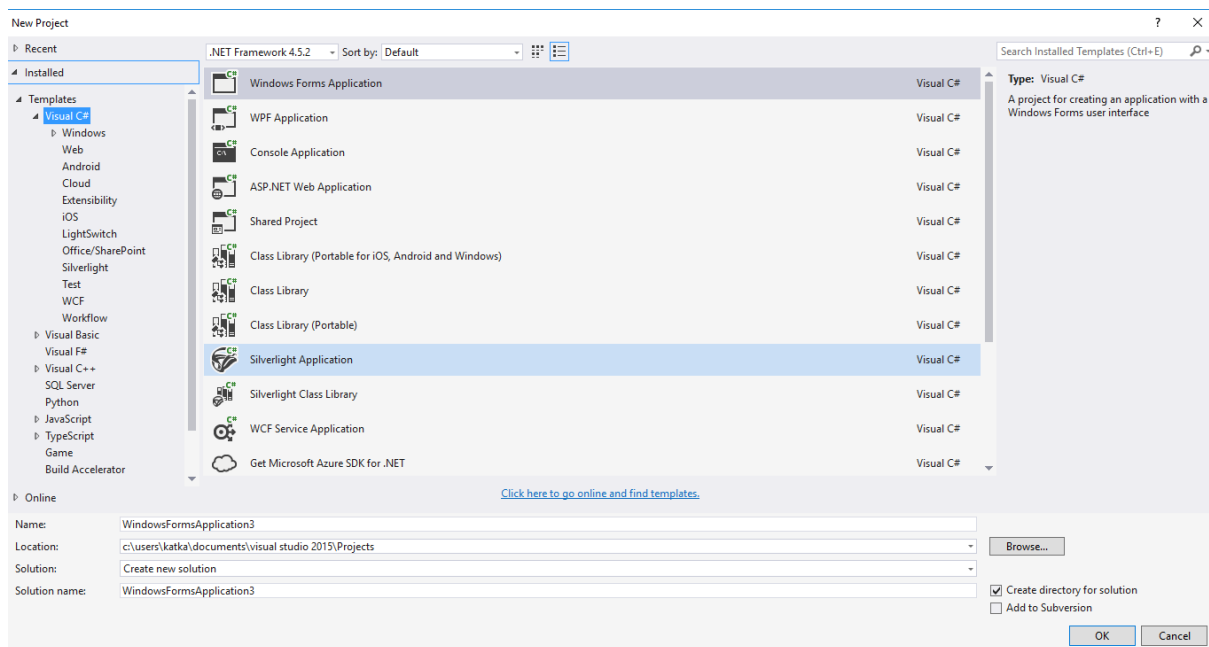 New Project
? ×
Recent
.NET Framework 4.5.2 Sort by: Default
Search Installed Templates (Ctrl+E)
Installed
Templates
Visual C#
Windows
Web
Android
Cloud
Extensibility
iOS
LightSwitch
Office/SharePoint
Silverlight
Test
WCF
Workflow
Visual Basic
Visual F#
Visual C++
SQL Server
Python
JavaScript
TypeScript
Game
Build Accelerator
Online
Windows Forms Application Visual C#
WPF Application Visual C#
Console Application Visual C#
ASP.NET Web Application Visual C#
Shared Project Visual C#
Class Library (Portable for iOS, Android and Windows) Visual C#
Class Library Visual C#
Class Library (Portable) Visual C#
Silverlight Application Visual C#
Silverlight Class Library Visual C#
WCF Service Application Visual C#
Get Microsoft Azure SDK for .NET Visual C#
Click here to go online and find templates.
Type: Visual C#
A project for creating an application with a
Windows Forms user interface
Name: WindowsFormsApplication3
Location: c:\users\katka\documents\visual studio 2015\Projects
Browse...
Solution: Create new solution
Solution name: WindowsFormsApplication3
Create directory for solution
Add to Subversion
OK Cancel